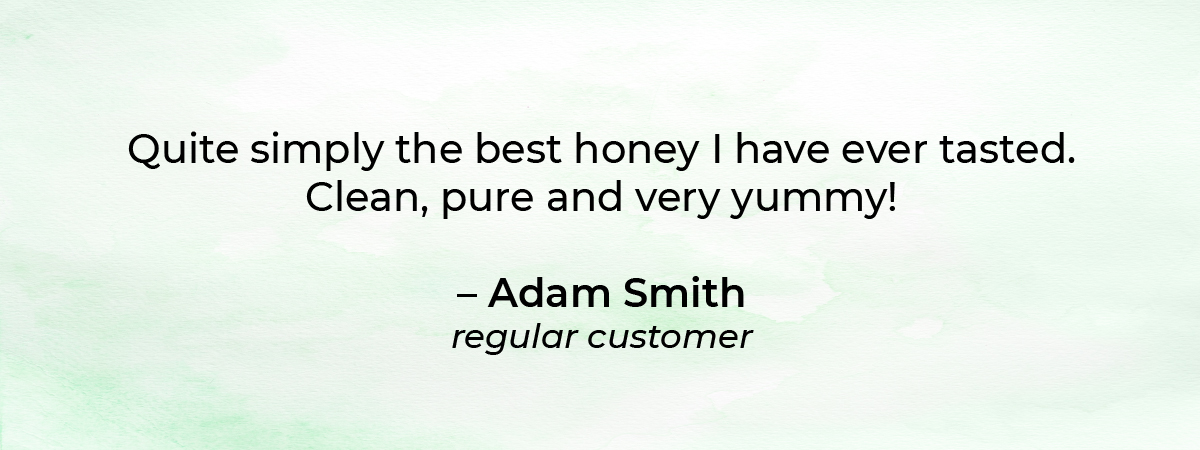 Quite simply the best honey I have ever tasted.
Clean, pure and very yummy!
– Adam Smith
regular customer